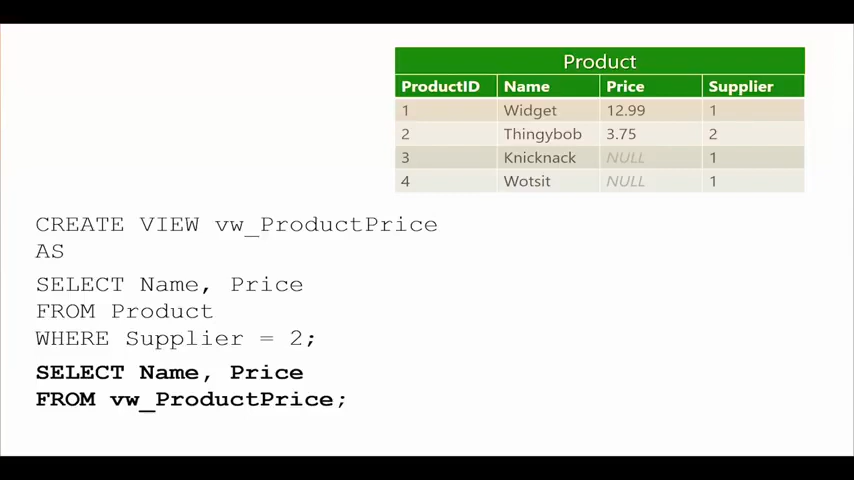 Product
ProductID Name Price Supplier
1 Widget 12.99 1
2 Thingybob 3.75 2
3 Knicknack NULL 1
4 Wotsit NULL 1
CREATE VIEW vw_ProductPrice
AS
SELECT Name, Price
FROM Product
WHERE Supplier = 2;
SELECT Name, Price
FROM vw_ProductPrice;